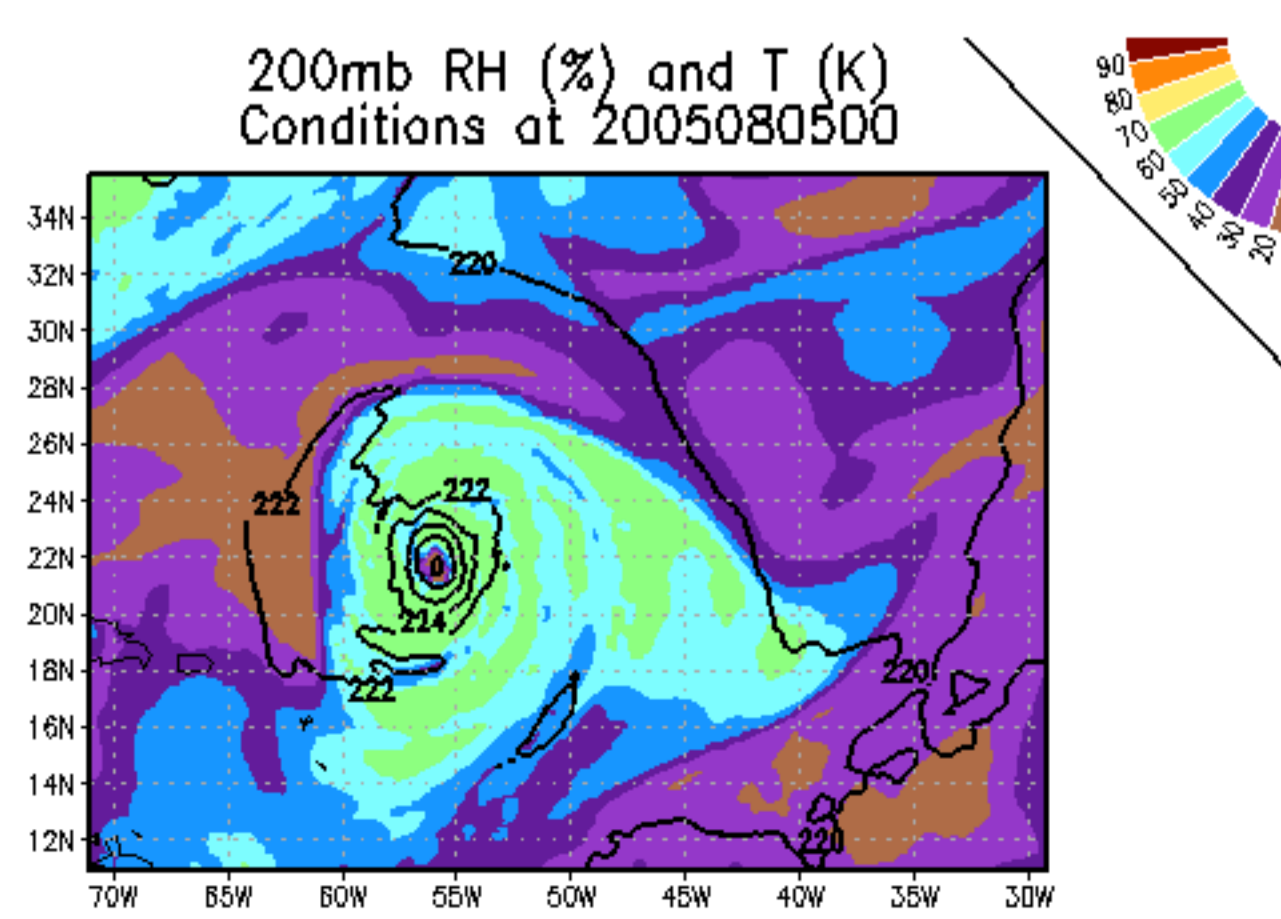 200mb RH (%) and T (K)
Conditions at 2005080500
90
80
70
60
50
40
30
20
34N
32N
30N
28N
26N
24N
22N
20N
18N
16N
14N
12N
220
222
222
0
224
222
220
220
70W
65W
60W
55W
50W
45W
40W
35W
30W